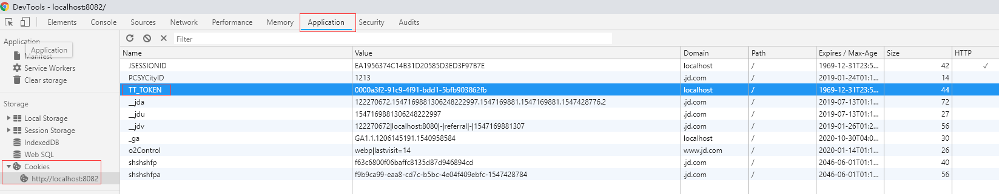 DevTools - localhost:8082/
Elements Console Sources Network Performance Memory Application Security Audits
Application
Application
Manifest
Service Workers
Clear storage
Storage
Local Storage
Session Storage
IndexedDB
Web SQL
Cookies
http://localhost:8082
Filter
Name Value Domain Path Expires / Max-Age Size HTTP
JSESSIONID EA1956374C14B31D20585D3ED3F97B7E localhost / 1969-12-31T23:5... 42 ✓
PCSYCityID 1213 .jd.com / 2019-01-24T01:1... 14
TT_TOKEN 0000a3f2-91c9-4f91-bdd1-5bfb903862fb localhost / 1969-12-31T23:5... 44
__jda 122270672.1547169881306248222997.1547169881.1547169881.1547428776.2 .jd.com / 2019-07-13T01:1... 72
__jdu 1547169881306248222997 .jd.com / 2019-07-13T01:1... 27
__jdv 122270672|localhost:8080|-|referral|-|1547169881307 .jd.com / 2019-01-26T01:2... 56
_ga GA1.1.1206145191.1540958584 localhost / 2020-10-30T04:0... 30
o2Control webp|lastvisit=14 www.jd.com / 2020-01-14T01:1... 26
shshshfp f63c6800f06baffc8135d87d946894cd .jd.com / 2046-06-01T01:1... 40
shshshfpa f9b9ca99-eaa8-cd7c-b5bc-4e04f409ebfc-1547428784 .jd.com / 2046-06-01T01:1... 56